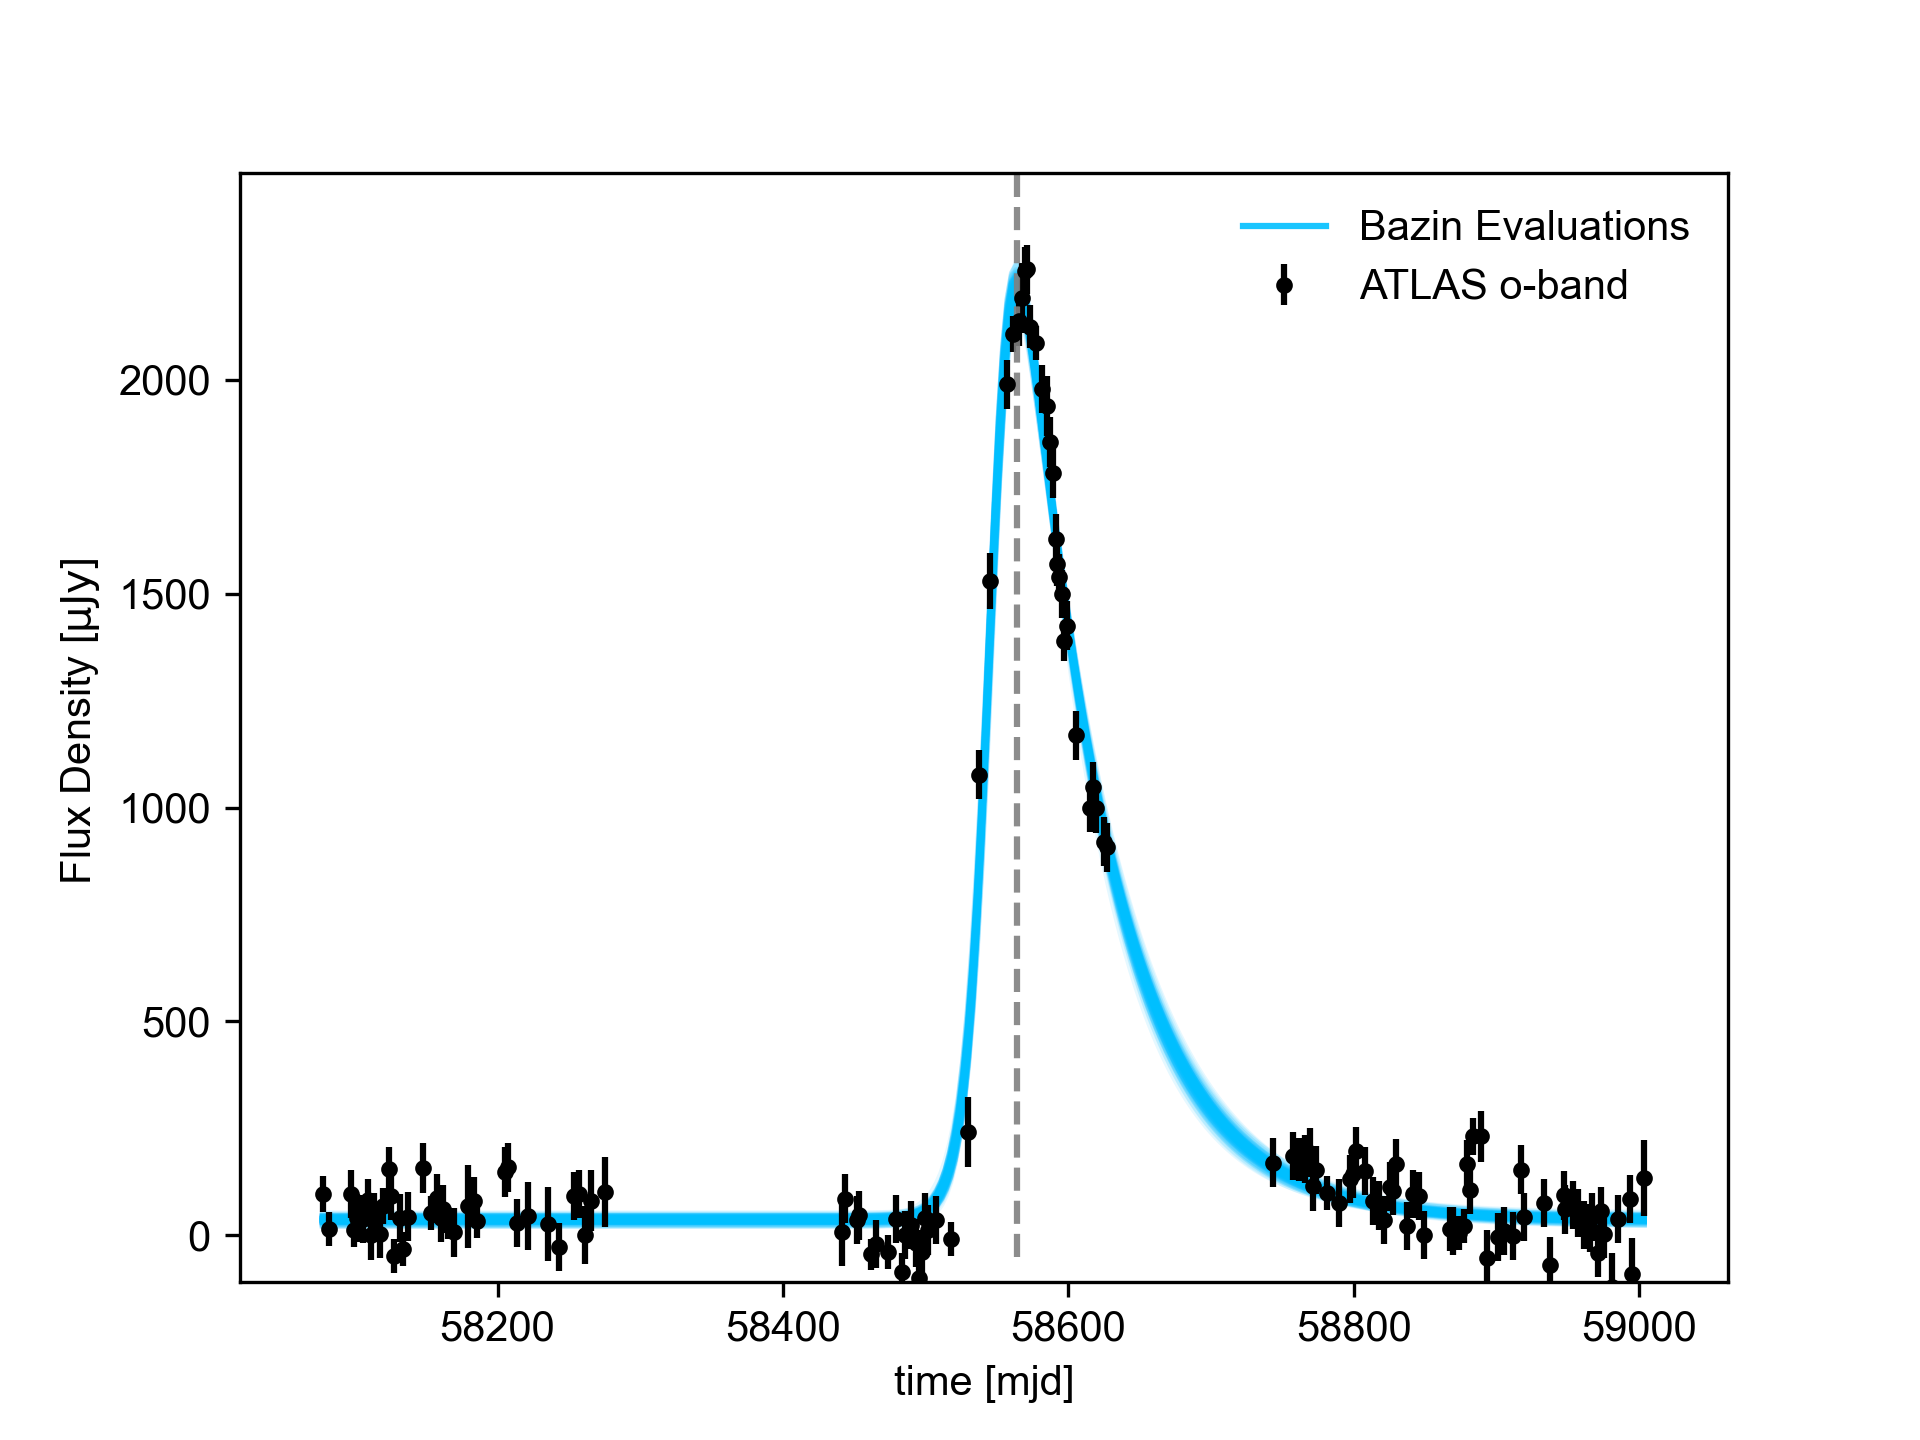 Bazin Evaluations
ATLAS o-band
Flux Density [µJy]
2000
1500
1000
500
0
58200 58400 58600 58800 59000
time [mjd]